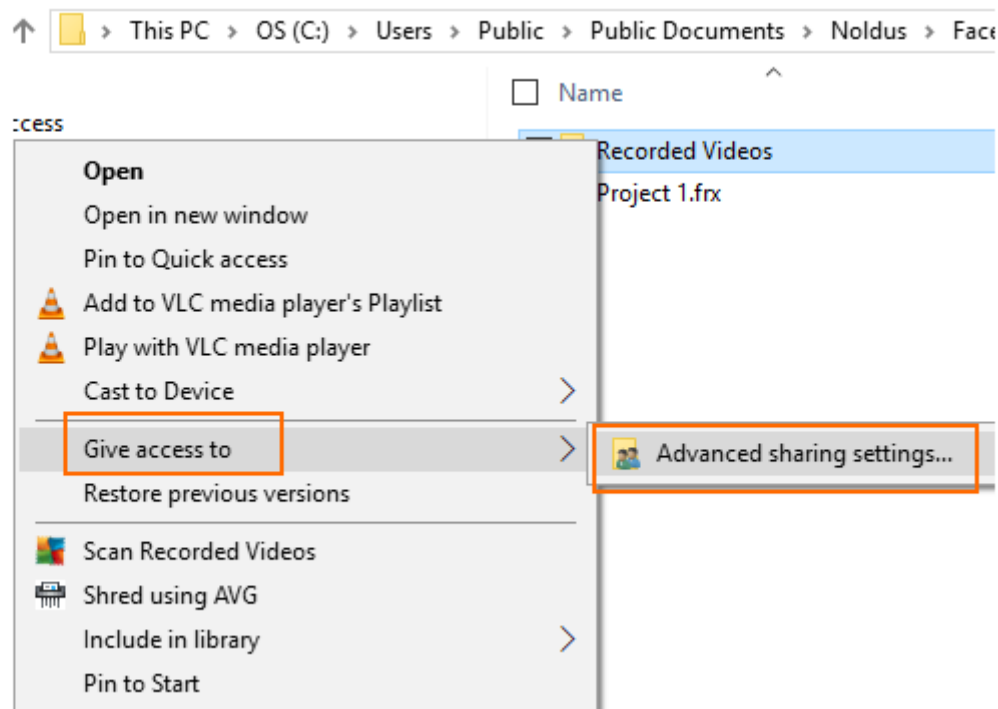 This PC > OS (C:) > Users > Public > Public Documents > Noldus > Face
Name
ccess
Recorded Videos
Project 1.frx
Open
Open in new window
Pin to Quick access
Add to VLC media player's Playlist
Play with VLC media player
Cast to Device
Give access to
Advanced sharing settings...
Restore previous versions
Scan Recorded Videos
Shred using AVG
Include in library
Pin to Start